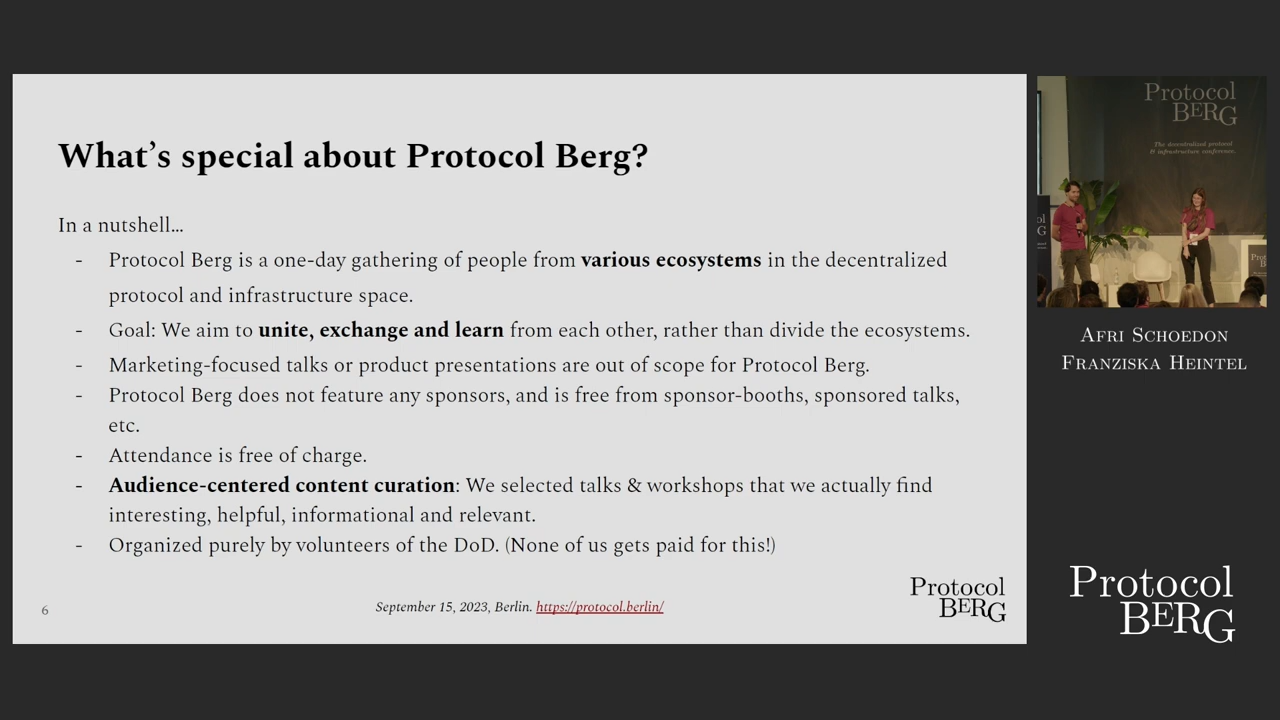 What's special about Protocol Berg?
In a nutshell...
- Protocol Berg is a one-day gathering of people from various ecosystems in the decentralized
protocol and infrastructure space.
- Goal: We aim to unite, exchange and learn from each other, rather than divide the ecosystems.
- Marketing-focused talks or product presentations are out of scope for Protocol Berg.
- Protocol Berg does not feature any sponsors, and is free from sponsor-booths, sponsored talks,
etc.
- Attendance is free of charge.
- Audience-centered content curation: We selected talks & workshops that we actually find
interesting, helpful, informational and relevant.
- Organized purely by volunteers of the DoD. (None of us gets paid for this!)
6
September 15, 2023, Berlin. https://protocol.berlin/
Protocol
BERG
Protocol
BERG
The decentralized protocol
& infrastructure conference.
AFRI SCHOEDON
FRANZISKA HEINTEL
Protocol
BERG